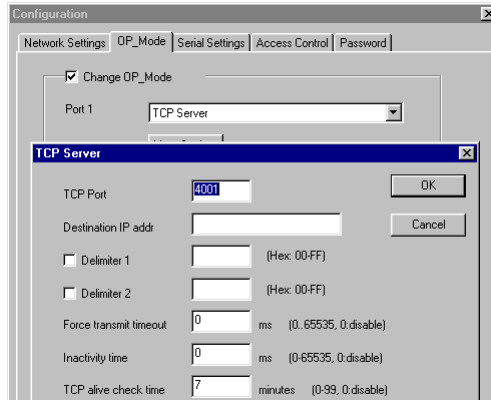 Configuration
Network Settings OP_Mode Serial Settings Access Control Password
Change OP_Mode
Port 1 TCP Server
TCP Server
TCP Port 4001 OK
Destination IP addr Cancel
Delimiter 1 (Hex: 00-FF)
Delimiter 2 (Hex: 00-FF)
Force transmit timeout 0 ms (0..65535, 0:disable)
Inactivity time 0 ms (0-65535, 0:disable)
TCP alive check time 7 minutes (0-99, 0:disable)